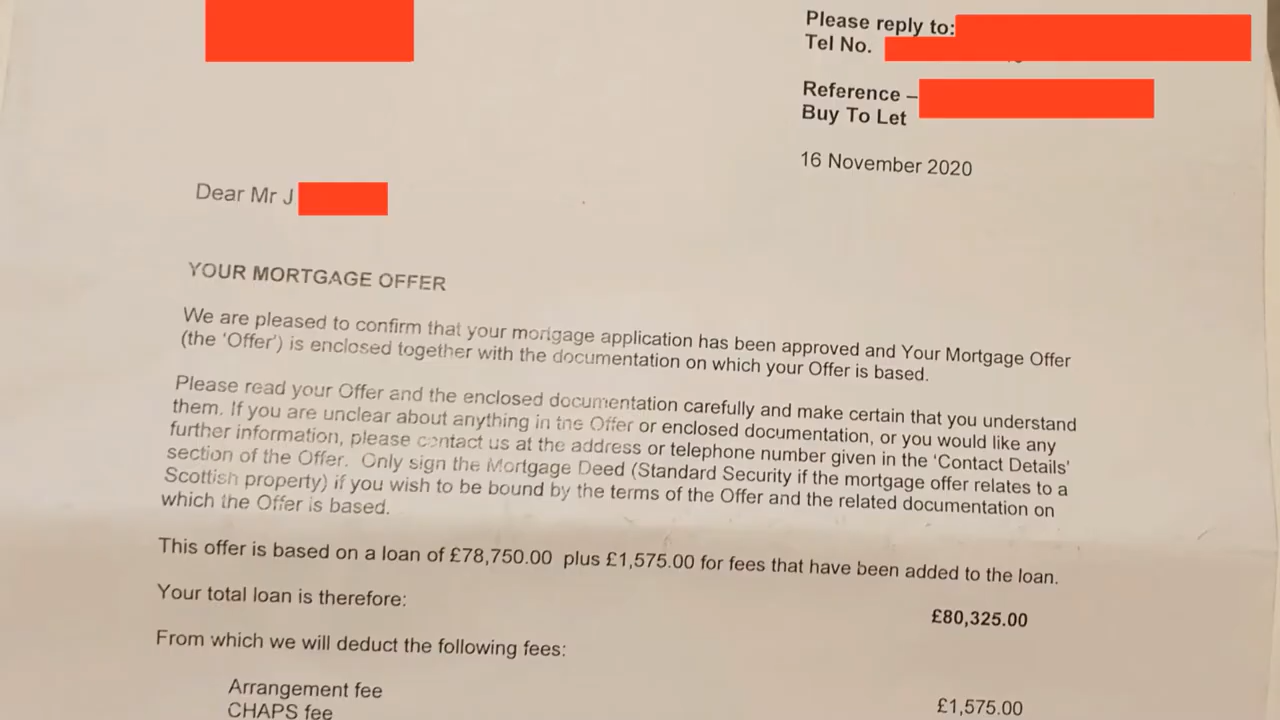 Please reply to:
Tel No.
Reference –
Buy To Let
16 November 2020
Dear Mr J
YOUR MORTGAGE OFFER
We are pleased to confirm that your mortgage application has been approved and Your Mortgage Offer
(the ‘Offer’) is enclosed together with the documentation on which your Offer is based.
Please read your Offer and the enclosed documentation carefully and make certain that you understand
them. If you are unclear about anything in the Offer or enclosed documentation, or you would like any
further information, please contact us at the address or telephone number given in the ‘Contact Details’
section of the Offer. Only sign the Mortgage Deed (Standard Security if the mortgage offer relates to a
Scottish property) if you wish to be bound by the terms of the Offer and the related documentation on
which the Offer is based.
This offer is based on a loan of £78,750.00 plus £1,575.00 for fees that have been added to the loan.
Your total loan is therefore:
£80,325.00
From which we will deduct the following fees:
Arrangement fee
£1,575.00
CHAPS fee